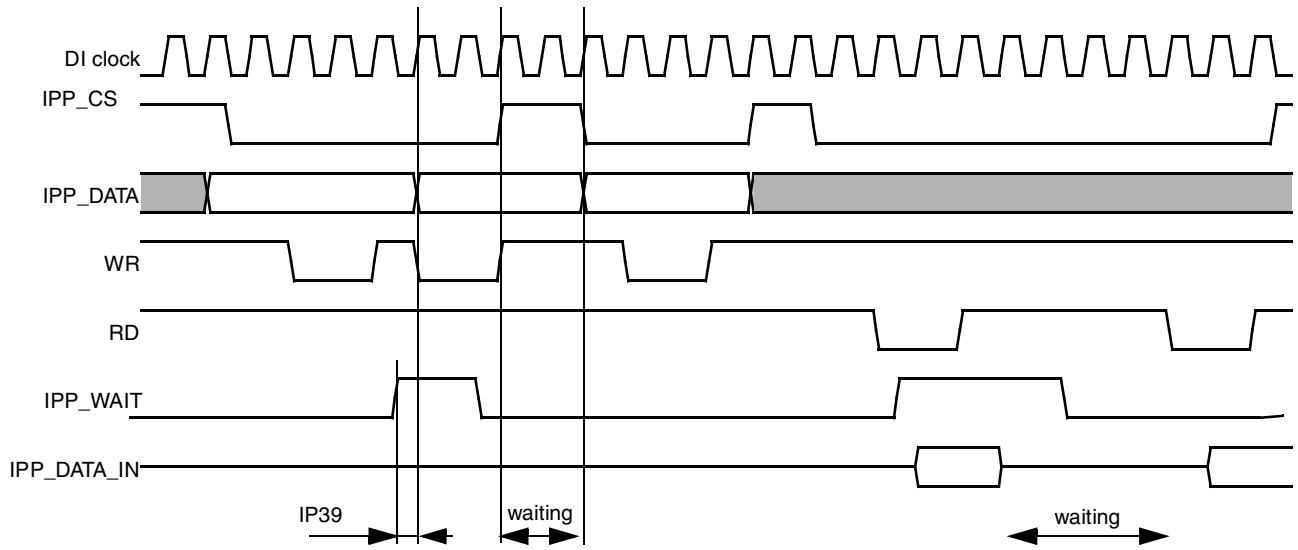 DI clock
IPP_CS
IPP_DATA
WR
RD
IPP_WAIT
IPP_DATA_IN
IP39
waiting
waiting